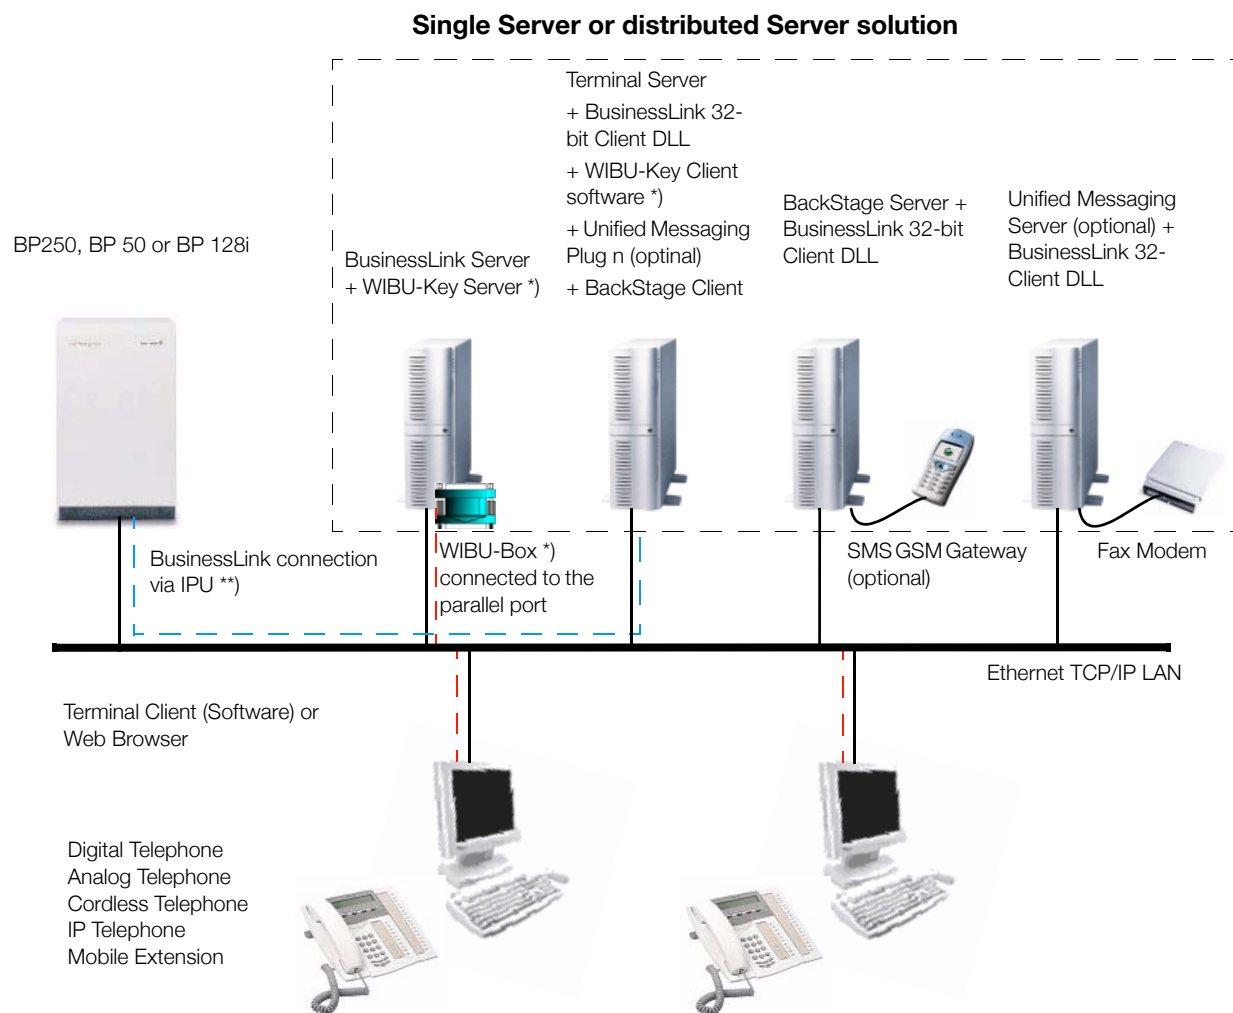 Single Server or distributed Server solution
Terminal Server
+ BusinessLink 32-
bit Client DLL
+ WIBU-Key Client
software *)
+ Unified Messaging
Plug n (optinal)
+ BackStage Client
BackStage Server +
BusinessLink 32-bit
Client DLL
Unified Messaging
Server (optional) +
BusinessLink 32-
Client DLL
BP250, BP 50 or BP 128i
BusinessLink Server
+ WIBU-Key Server *)
BusinessLink connection
via IPU **)
WIBU-Box *)
connected to the
parallel port
SMS GSM Gateway
(optional)
Fax Modem
Ethernet TCP/IP LAN
Terminal Client (Software) or
Web Browser
Digital Telephone
Analog Telephone
Cordless Telephone
IP Telephone
Mobile Extension